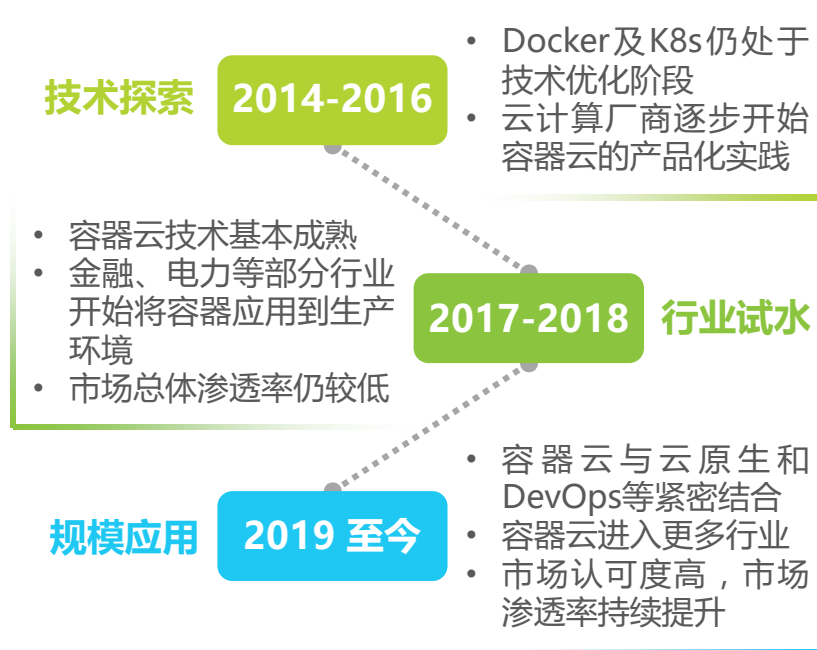 技术探索
2014-2016
• Docker及K8s仍处于
技术优化阶段
• 云计算厂商逐步开始
容器云的产品化实践
• 容器云技术基本成熟
• 金融、电力等部分行业
开始将容器应用到生产
环境
• 市场总体渗透率仍较低
2017-2018
行业试水
规模应用
2019 至今
• 容器云与云原生和
DevOps等紧密结合
• 容器云进入更多行业
• 市场认可度高，市场
渗透率持续提升